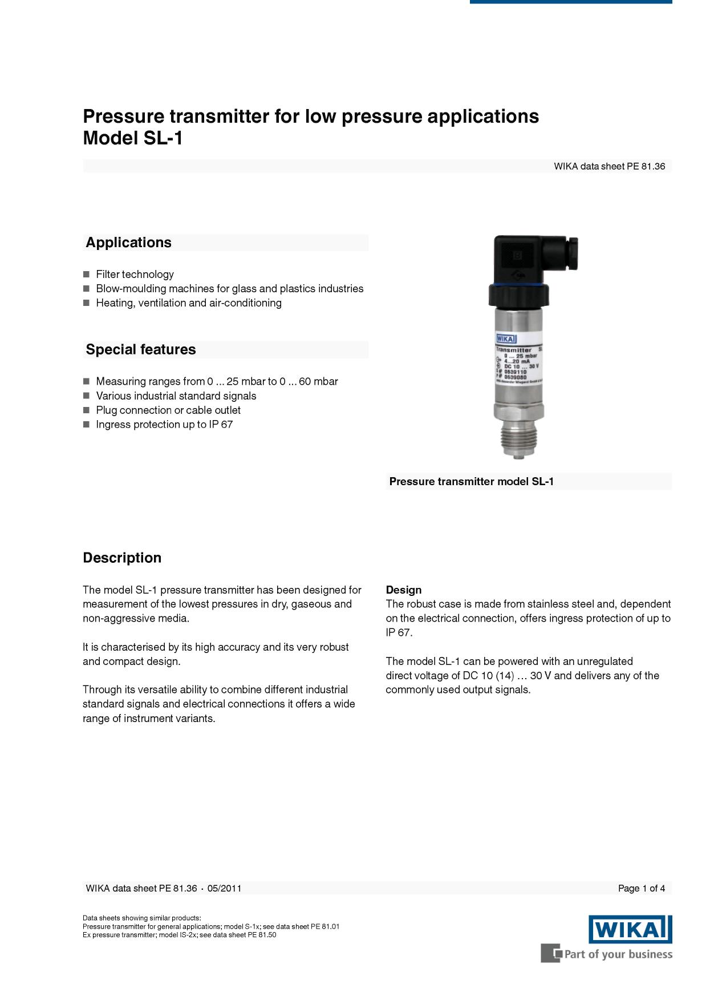 Pressure transmitter for low pressure applications
Model SL-1
WIKA data sheet PE 81.36
Applications
■ Filter technology
■ Blow-moulding machines for glass and plastics industries
■ Heating, ventilation and air-conditioning
Special features
■ Measuring ranges from 0 ... 25 mbar to 0 ... 60 mbar
■ Various industrial standard signals
■ Plug connection or cable outlet
■ Ingress protection up to IP 67
WIKA
Transmitter SL
0 ... 25 mbar
4...20 mA
DC 10 ... 30 V
S# 0639110
P# 0639080
WIKA Alexander Wiegand GmbH &
Pressure transmitter model SL-1
Description
The model SL-1 pressure transmitter has been designed for
measurement of the lowest pressures in dry, gaseous and
non-aggressive media.
It is characterised by its high accuracy and its very robust
and compact design.
Through its versatile ability to combine different industrial
standard signals and electrical connections it offers a wide
range of instrument variants.
Design
The robust case is made from stainless steel and, dependent
on the electrical connection, offers ingress protection of up to
IP 67.
The model SL-1 can be powered with an unregulated
direct voltage of DC 10 (14) … 30 V and delivers any of the
commonly used output signals.
WIKA data sheet PE 81.36 · 05/2011
Page 1 of 4
Data sheets showing similar products:
Pressure transmitter for general applications; model S-1x; see data sheet PE 81.01
Ex pressure transmitter; model IS-2x; see data sheet PE 81.50
WIKA
Part of your business